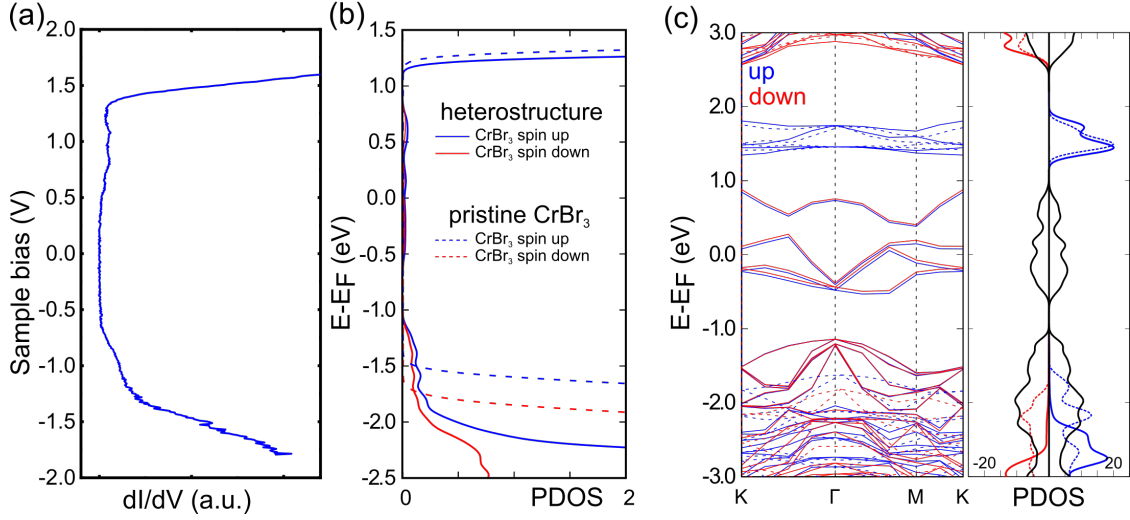 (a)
2.0
1.5
1.0
0.5
0.0
-0.5
-1.0
-1.5
-2.0
Sample bias (V)
dI/dV (a.u.)
(b)
1.5
1.0
0.5
0.0
-0.5
-1.0
-1.5
-2.0
-2.5
E-EF (eV)
heterostructure
CrBr3 spin up
CrBr3 spin down
pristine CrBr3
CrBr3 spin up
CrBr3 spin down
0
PDOS
2
(c)
3.0
2.0
1.0
0.0
-1.0
-2.0
-3.0
E-EF (eV)
up
down
K
Γ
M
K
-20
20
PDOS